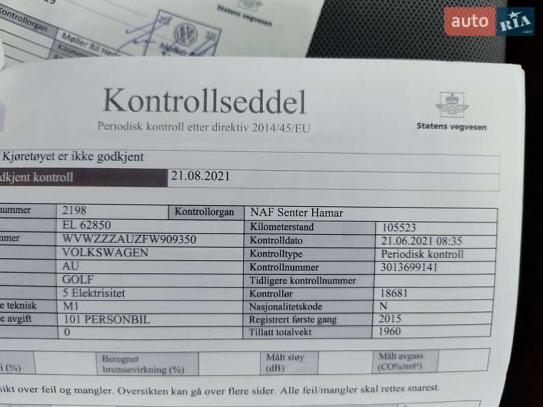 auto RIA
.com
Kontrollorgan
Møller Bil
Statens vegvesen
Kontrollseddel
Periodisk kontroll etter direktiv 2014/45/EU
Statens vegvesen
Kjøretøyet er ikke godkjent
dkjent kontroll 21.08.2021
nummer 2198 Kontrollorgan NAF Senter Hamar
EL 62850 Kilometerstand 105523
mmer WVWZZZAUZFW909350 Kontrolldato 21.06.2021 08:35
VOLKSWAGEN Kontrolltype Periodisk kontroll
AU Kontrollnummer 3013699141
GOLF Tidligere kontrollnummer
5 Elektrisitet Kontrollør 18681
e teknisk M1 Nasjonalitetskode N
e avgift 101 PERSONBIL Registrert første gang 2015
0 Tillatt totalvekt 1960
i (%) Beregnet bremsevirkning (%) Målt støy (dB) Målt avgass (CO%/m³)
sikt over feil og mangler. Oversikten kan gå over flere sider. Alle feil/mangler skal rettes snarest.